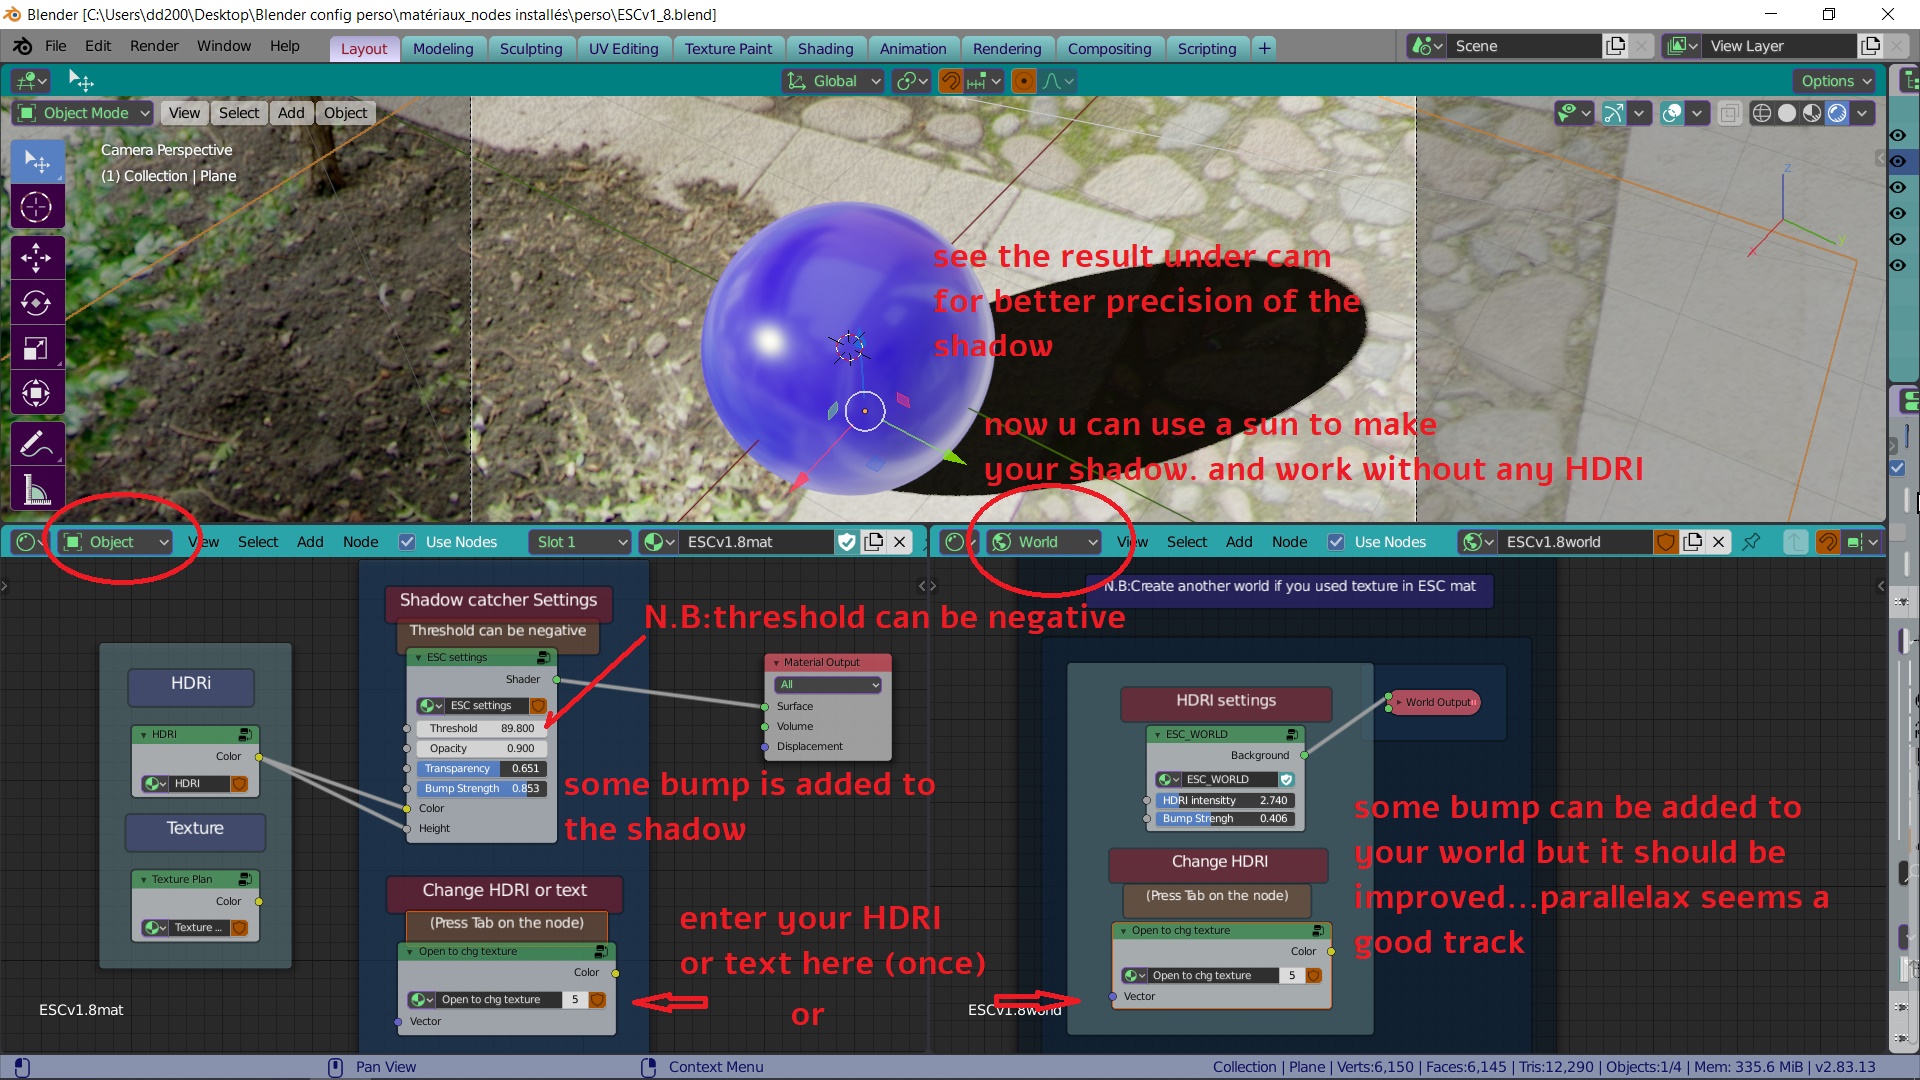 Blender [C:\Users\dd200\Desktop\Blender config perso\matériaux_nodes installés\perso\ESCv1_8.blend]
File Edit Render Window Help Layout Modeling Sculpting UV Editing Texture Paint Shading Animation Rendering Compositing Scripting + Scene View Layer
Global Options
Object Mode View Select Add Object
Camera Perspective
(1) Collection | Plane
see the result under cam
for better precision of the
shadow
now u can use a sun to make
your shadow. and work without any HDRI
Object View Select Add Node Use Nodes Slot 1 ESCv1.8mat
World View Select Add Node Use Nodes ESCv1.8world
Shadow catcher Settings
Threshold can be negative
N.B:threshold can be negative
ESC settings
Shader
ESC settings
Threshold 89.800
Opacity 0.900
Transparency 0.651
Bump Strength 0.853
Color
Height
HDRi
HDRI
Color
HDRI
Texture
Texture Plan
Color
Texture ...
Material Output
All
Surface
Volume
Displacement
some bump is added to
the shadow
Change HDRI or text
(Press Tab on the node)
Open to chg texture
Color
Open to chg texture 5
Vector
enter your HDRI
or text here (once)
or
ESCv1.8mat
N.B:Create another world if you used texture in ESC mat
HDRI settings
ESC_WORLD
Background
ESC_WORLD
HDRI intensitty 2.740
Bump Strengh 0.406
World Output
Change HDRI
(Press Tab on the node)
Open to chg texture
Color
Open to chg texture 5
Vector
some bump can be added to
your world but it should be
improved...parallelax seems a
good track
ESCv1.8world
Pan View Context Menu Collection | Plane | Verts:6,150 | Faces:6,145 | Tris:12,290 | Objects:1/4 | Mem: 335.6 MiB | v2.83.13